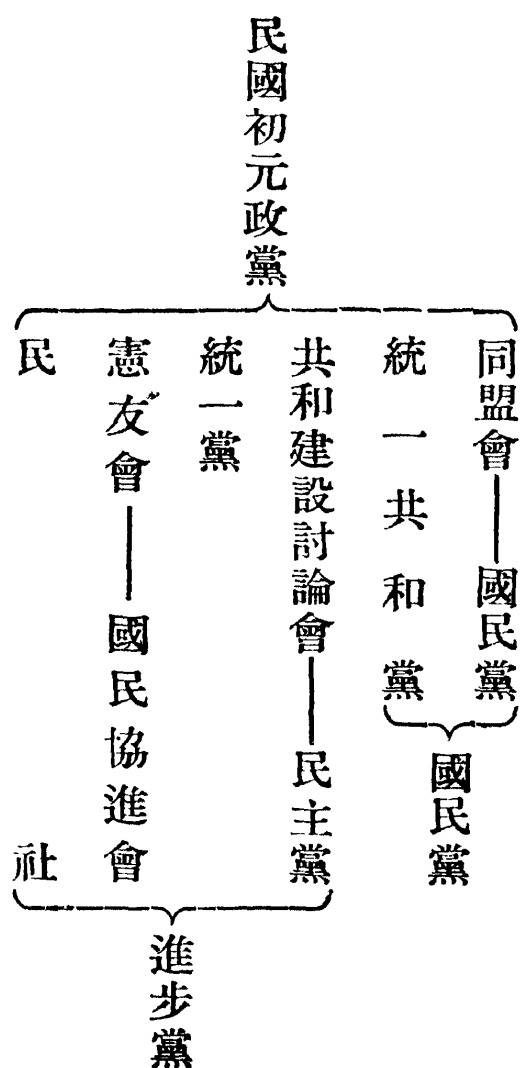 民國初元政黨
同盟會——國民黨
統一共和黨
國民黨
共和建設討論會——民主黨
統一黨
憲友會——國民協進會
民社
進步黨